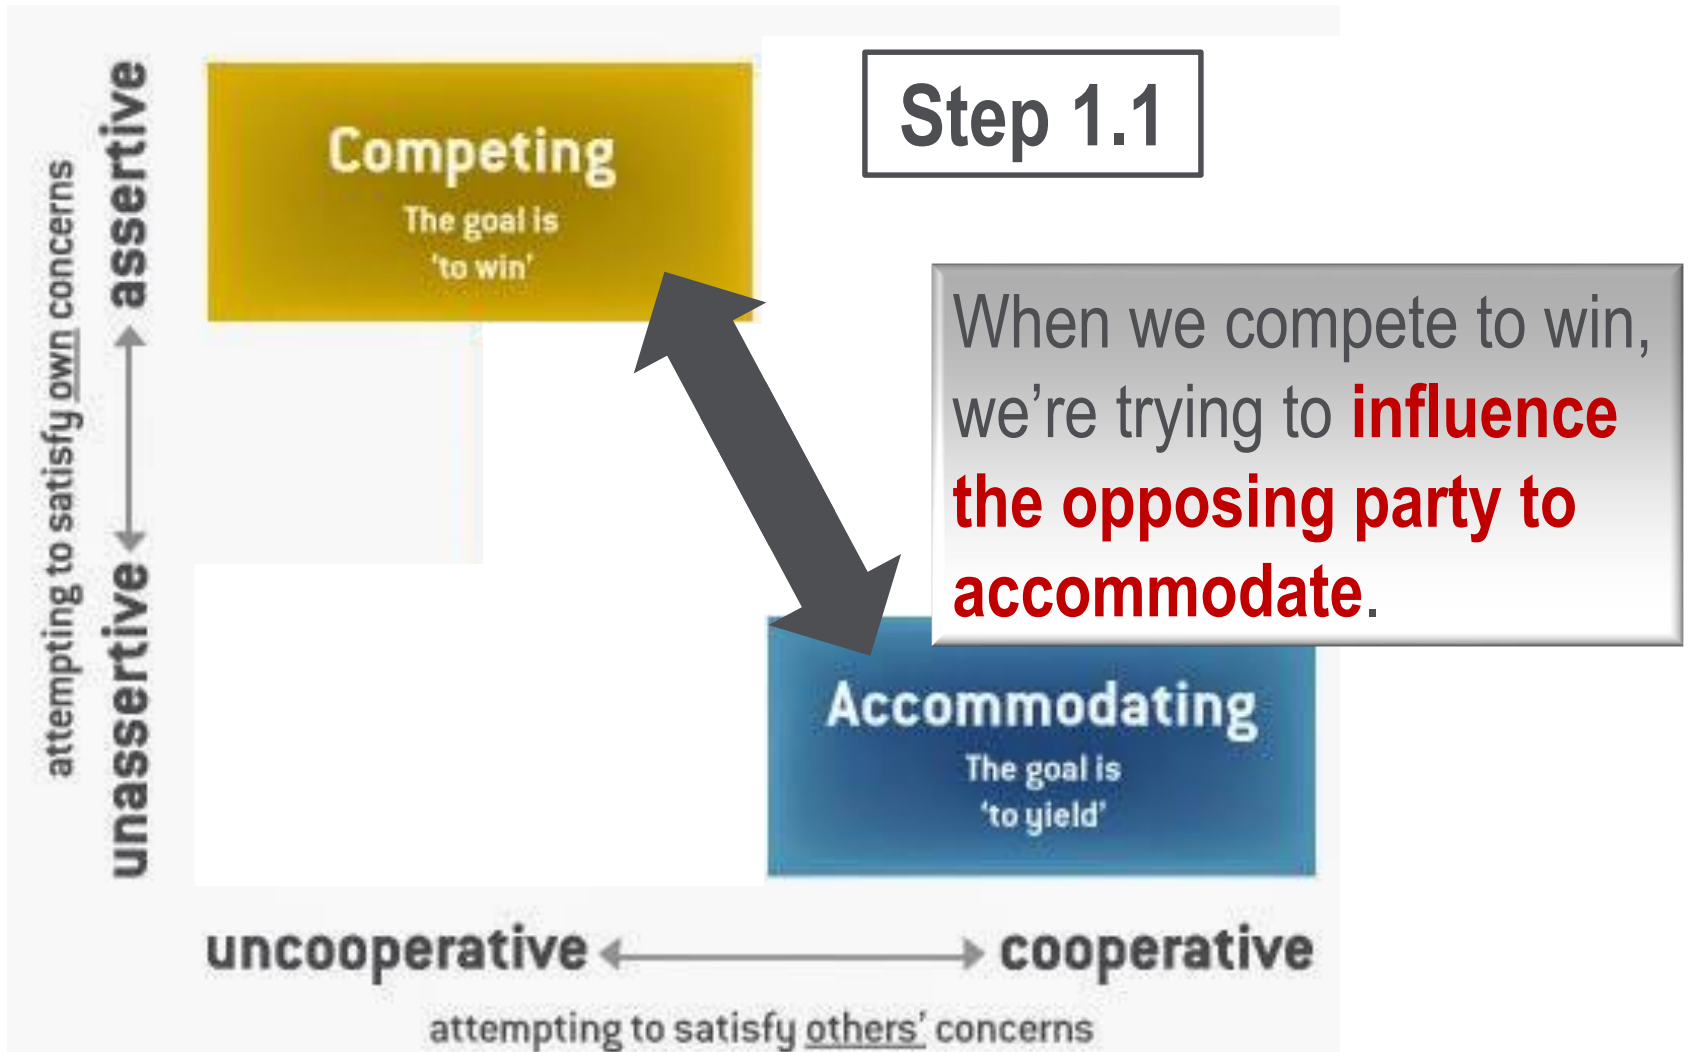 Step 1.1
Competing
The goal is
‘to win’
When we compete to win,
we’re trying to influence
the opposing party to
accommodate.
Accommodating
The goal is
‘to yield’
assertive
unassertive
attempting to satisfy own concerns
uncooperative
cooperative
attempting to satisfy others’ concerns